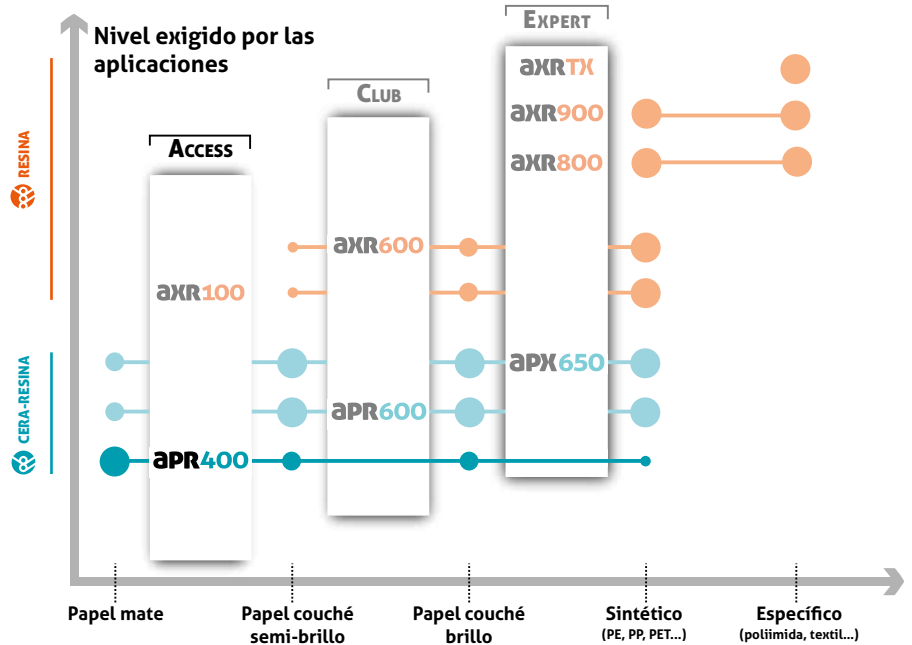 Nivel exigido por las
aplicaciones
RESINA
CERA-RESINA
ACCESS
CLUB
EXPERT
aXRTX
aXR900
aXR800
aXR600
aXR100
aPX650
aPR600
aPR400
Papel mate
Papel couché
semi-brillo
Papel couché
brillo
Sintético
(PE, PP, PET...)
Específico
(poliimida, textil...)